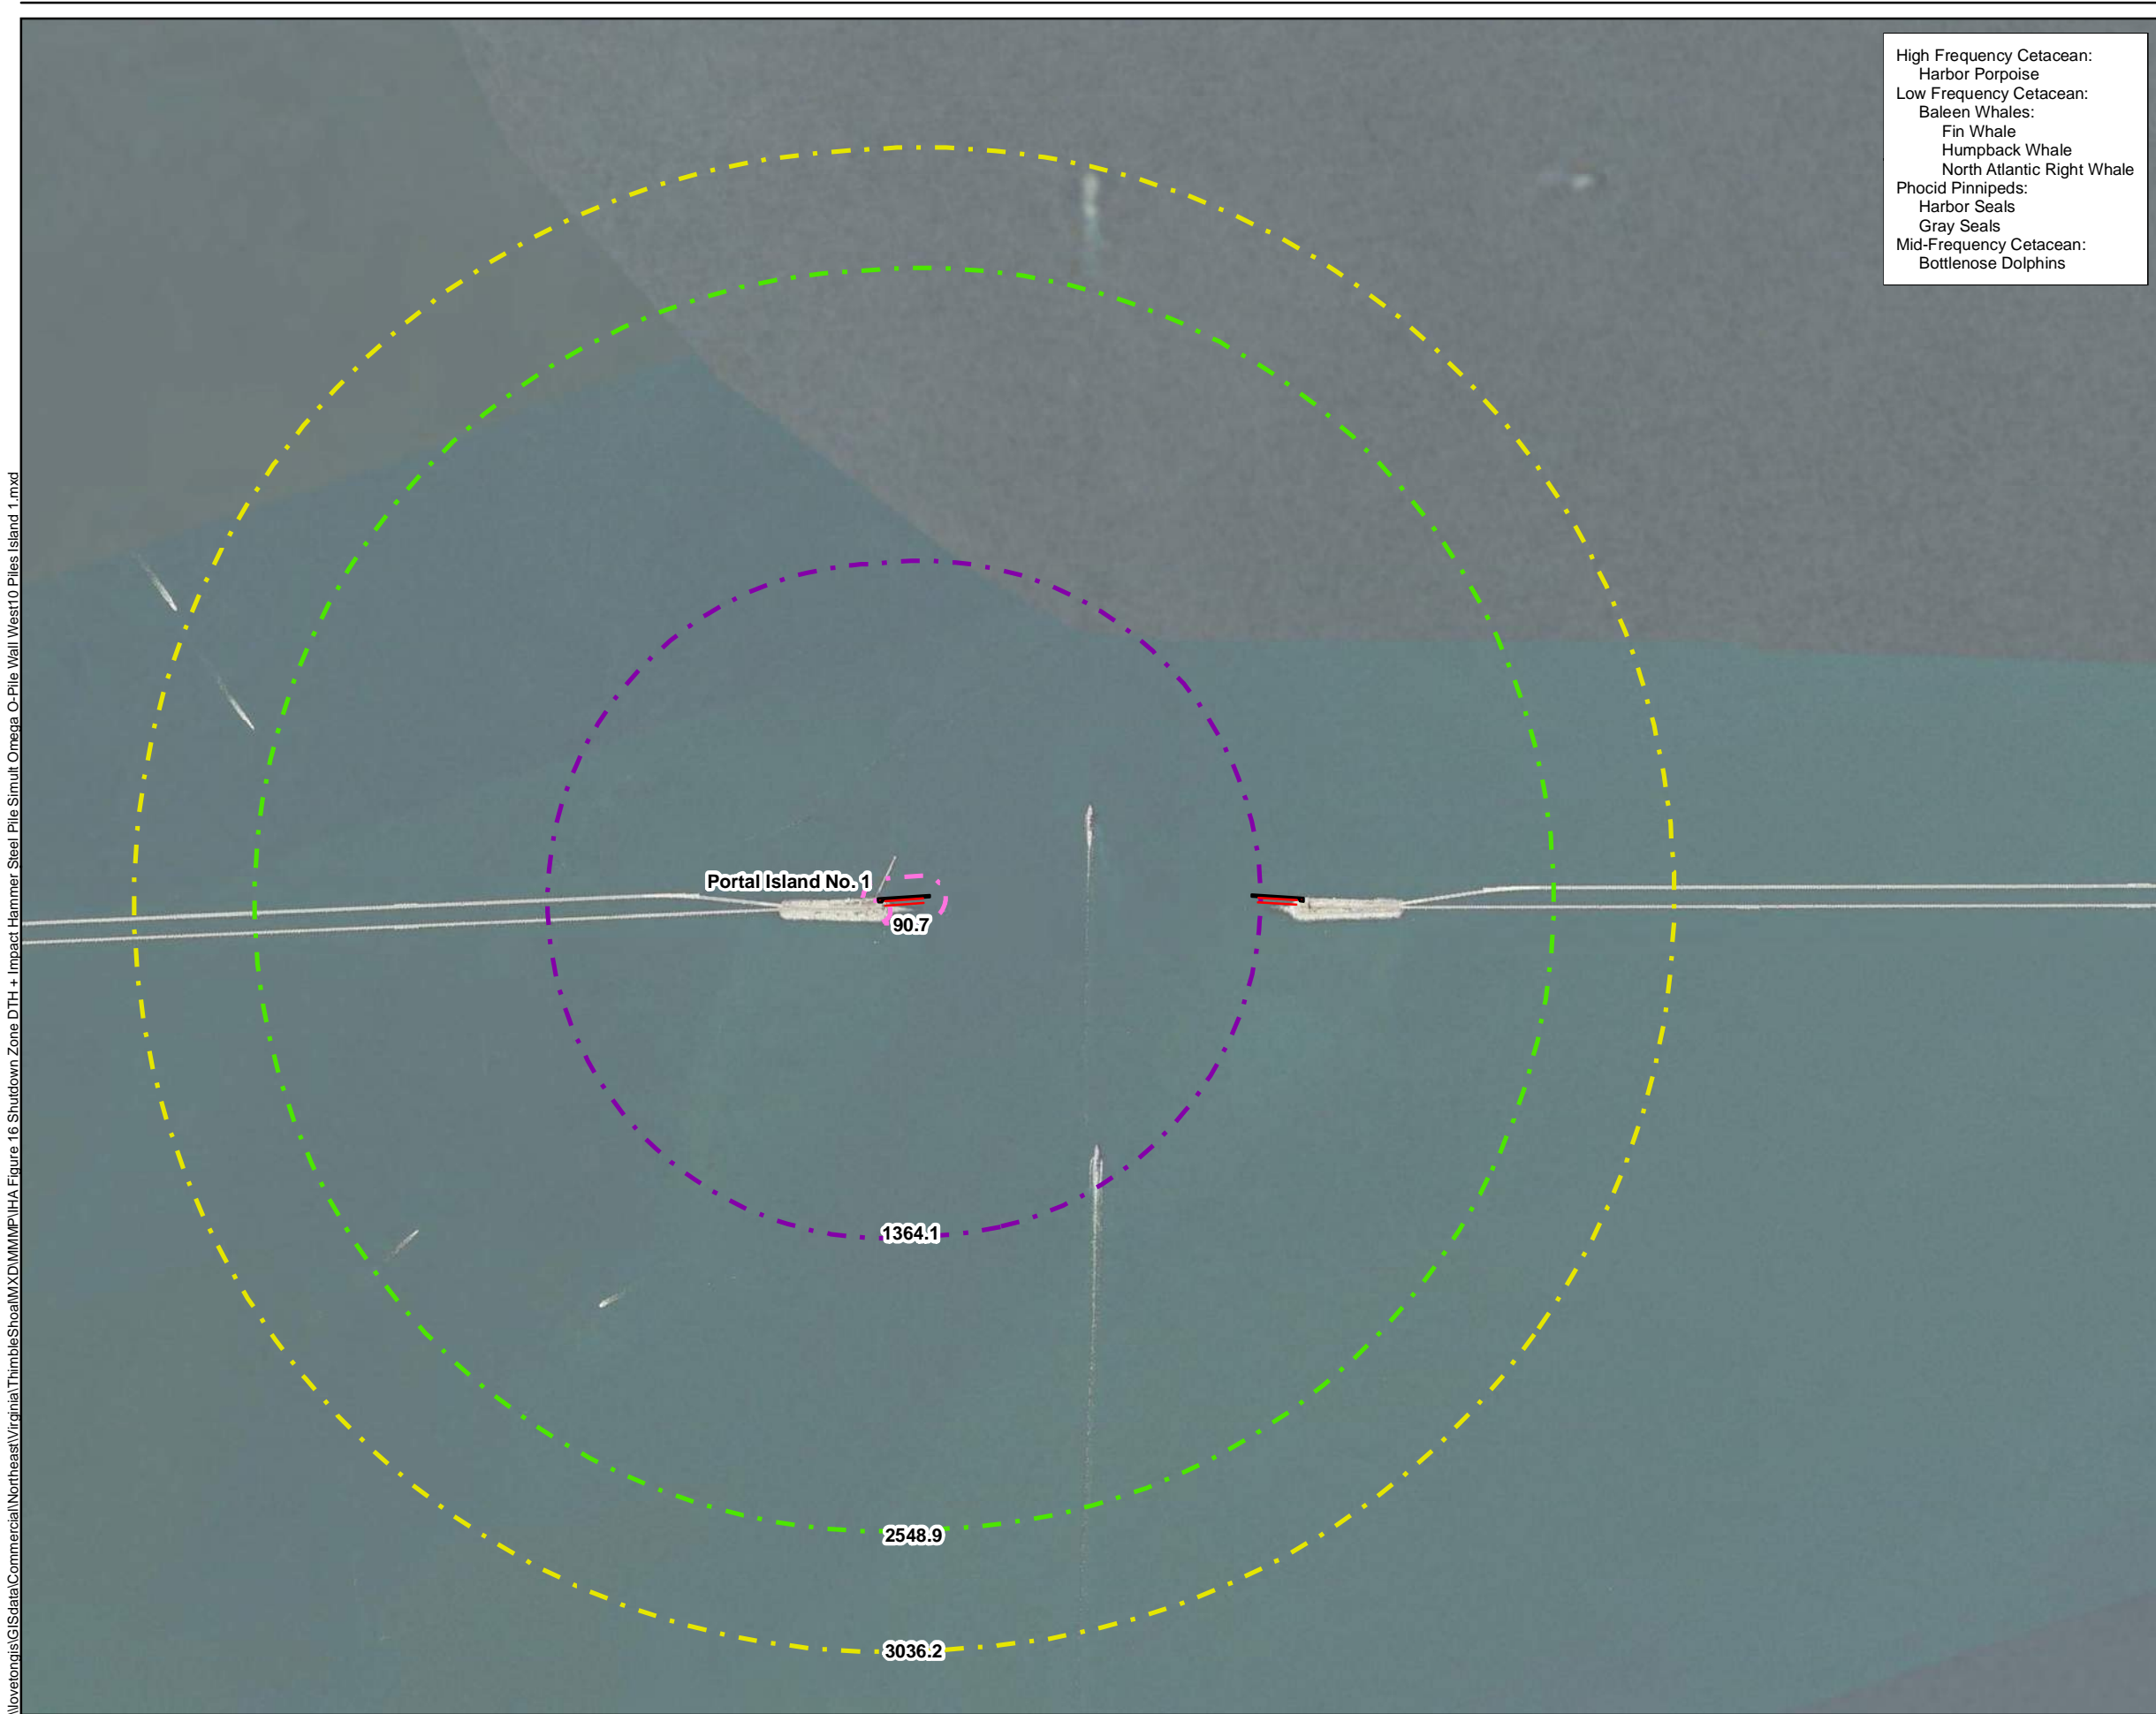 High Frequency Cetacean:
Harbor Porpoise
Low Frequency Cetacean:
Baleen Whales:
Fin Whale
Humpback Whale
North Atlantic Right Whale
Phocid Pinnipeds:
Harbor Seals
Gray Seals
Mid-Frequency Cetacean:
Bottlenose Dolphins
Portal Island No. 1
90.7
1364.1
2548.9
3036.2
\\lovetongis\GISdata\Commercial\Northeast\Virginia\ThimbleShoal\MXD\MMMP\IHA Figure 16 Shutdown Zone DTH + Impact Hammer Steel Pile Simult Omega O-Pile Wall West10 Piles Island 1.mxd